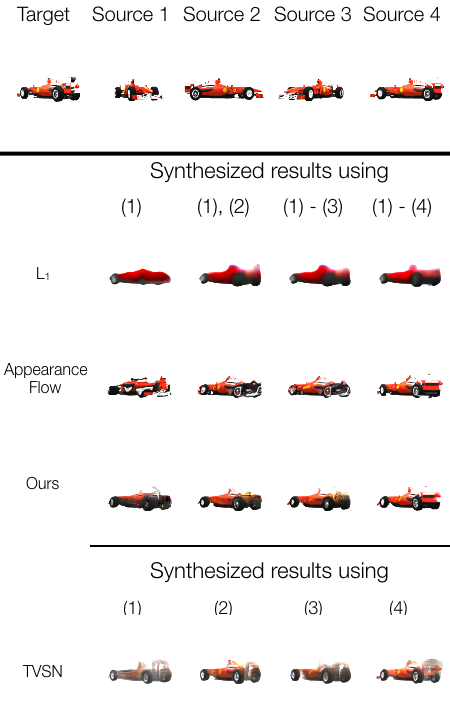 Target Source 1 Source 2 Source 3 Source 4
Synthesized results using
(1) (1), (2) (1) - (3) (1) - (4)
L₁
Appearance
Flow
Ours
Synthesized results using
(1) (2) (3) (4)
TVSN